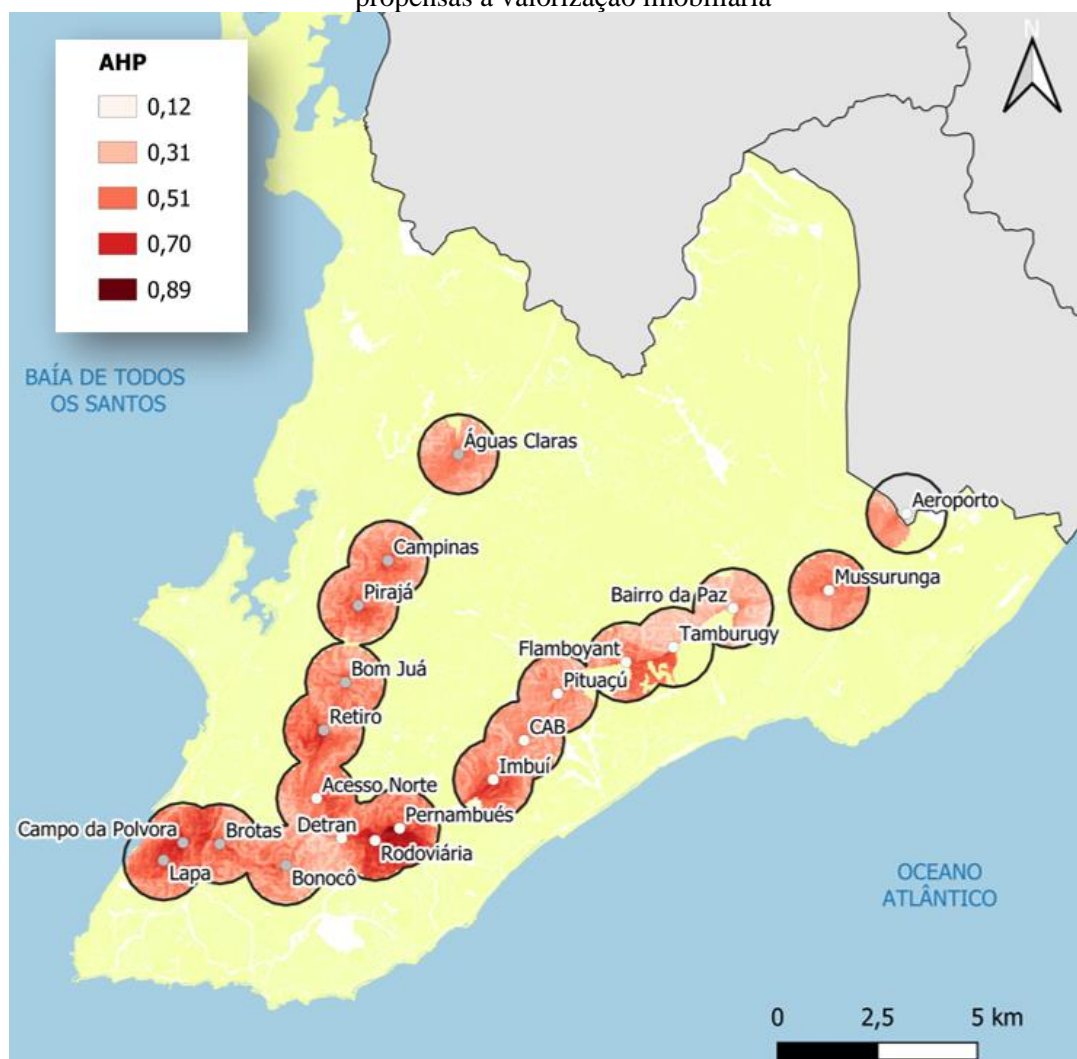 propensas à valorização imobiliária
N
AHP
0,12
0,31
0,51
0,70
0,89
BAÍA DE TODOS
OS SANTOS
Águas Claras
Aeroporto
Campinas
Mussurunga
Pirajá
Bairro da Paz
Tamburugy
Flamboyant
Bom Juá
Pituaçú
Retiro
CAB
Imbuí
Acesso Norte
Detran
Pernambués
Campo da Polvora
Brotas
Rodoviária
Lapa
Bonocô
OCEANO
ATLÂNTICO
0 2,5 5 km